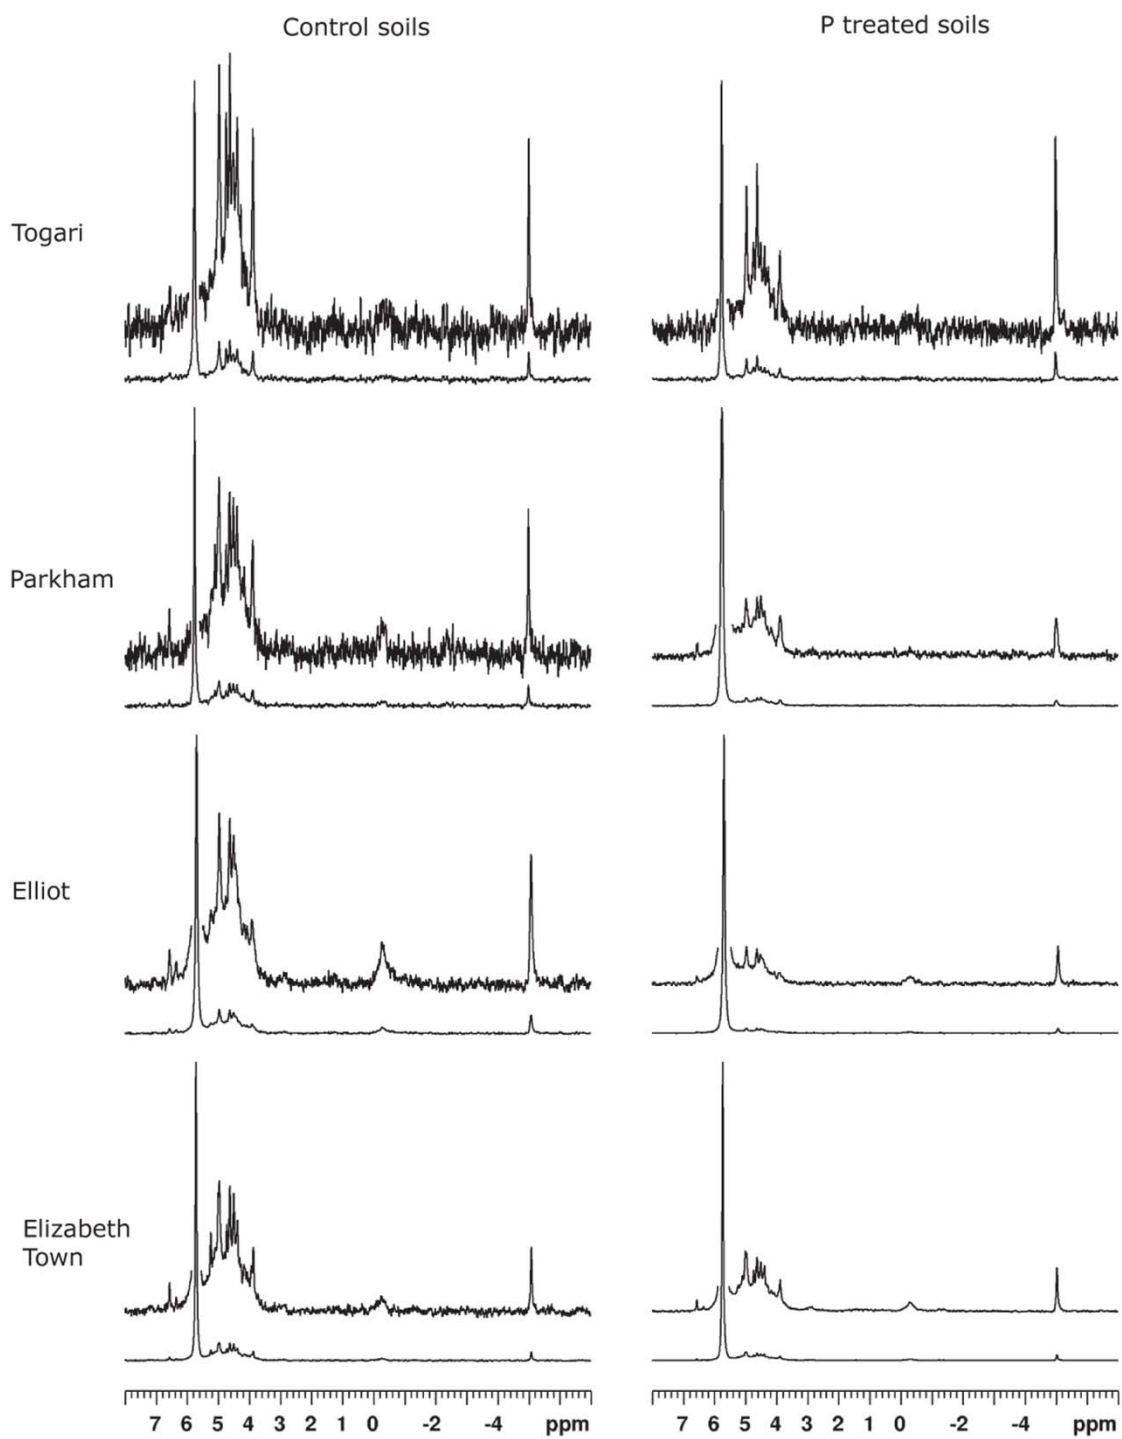 Control soils
P treated soils
Togari
Parkham
Elliot
Elizabeth
Town
7 6 5 4 3 2 1 0 -2 -4 ppm
7 6 5 4 3 2 1 0 -2 -4 ppm